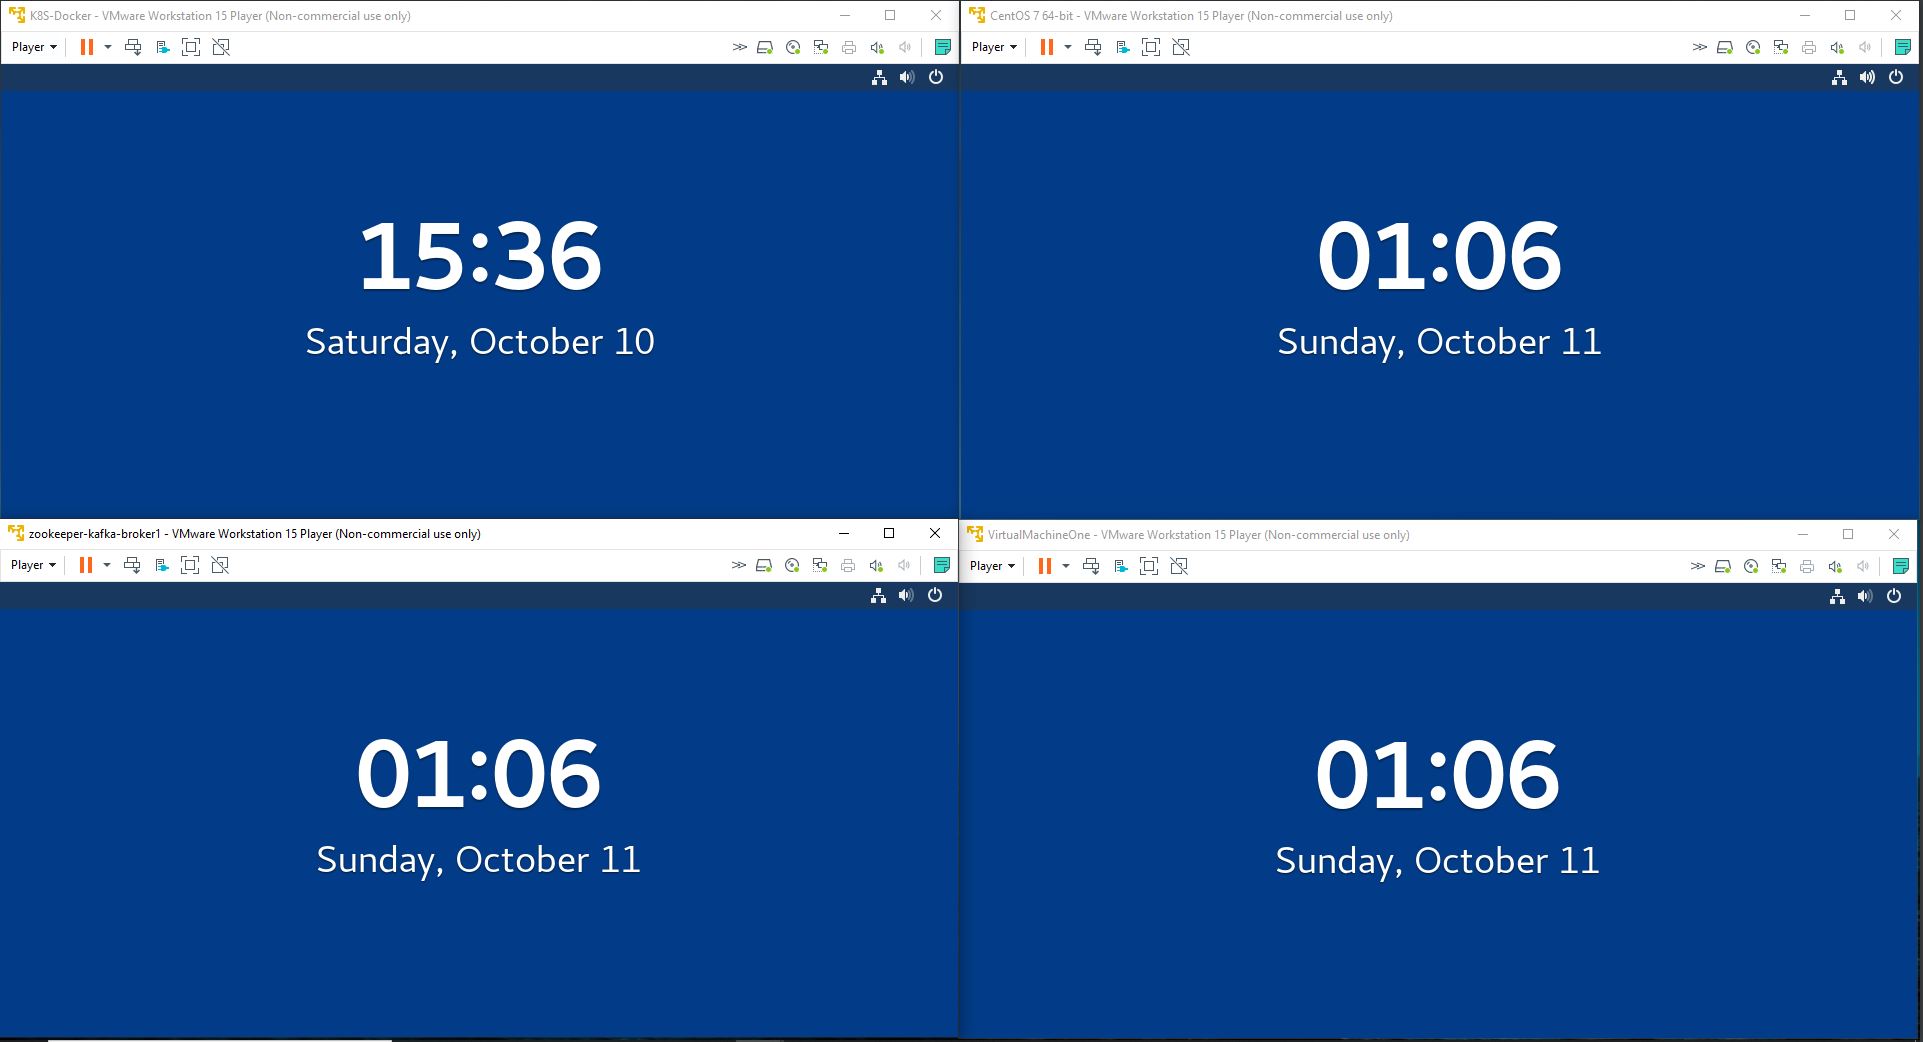 K8S-Docker - VMware Workstation 15 Player (Non-commercial use only)
Player
15:36
Saturday, October 10
CentOS 7 64-bit - VMware Workstation 15 Player (Non-commercial use only)
Player
01:06
Sunday, October 11
zookeeper-kafka-broker1 - VMware Workstation 15 Player (Non-commercial use only)
Player
01:06
Sunday, October 11
VirtualMachineOne - VMware Workstation 15 Player (Non-commercial use only)
Player
01:06
Sunday, October 11